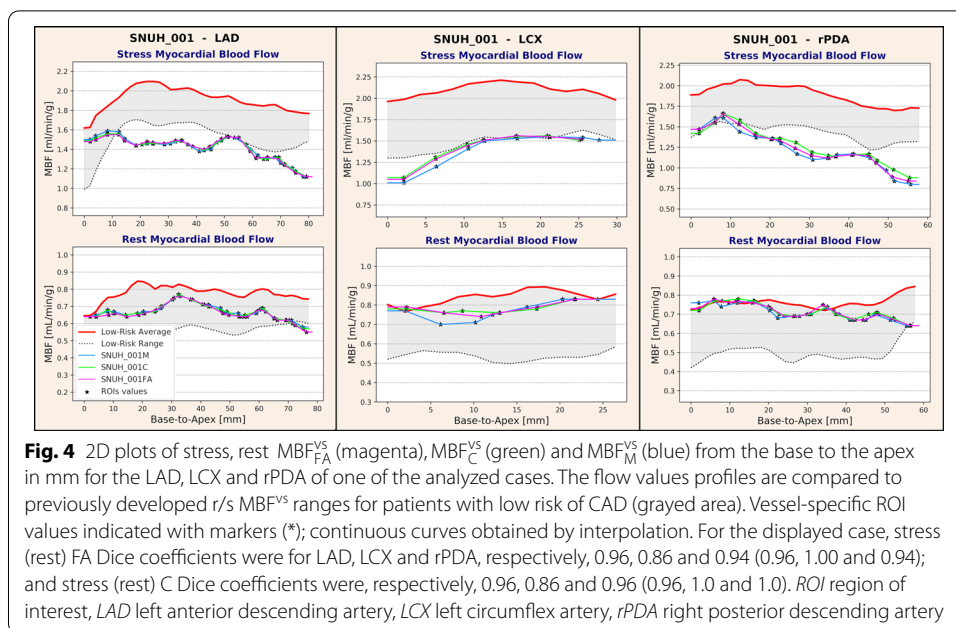 SNUH_001 - LAD
Stress Myocardial Blood Flow
MBF [ml/min/g]
2.2
2.0
1.8
1.6
1.4
1.2
1.0
0.8
0 10 20 30 40 50 60 70 80
Rest Myocardial Blood Flow
MBF [mL/min/g]
1.0
0.9
0.8
0.7
0.6
0.5
0.4
0.3
0.2
Low-Risk Average
Low-Risk Range
SNUH_001M
SNUH_001C
SNUH_001FA
ROIs values
0 10 20 30 40 50 60 70 80
Base-to-Apex [mm]
SNUH_001 - LCX
Stress Myocardial Blood Flow
MBF [ml/min/g]
2.50
2.25
2.00
1.75
1.50
1.25
1.00
0.75
0 5 10 15 20 25 30
Rest Myocardial Blood Flow
MBF [mL/min/g]
1.0
0.9
0.8
0.7
0.6
0.5
0.4
0.3
0 5 10 15 20 25
Base-to-Apex [mm]
SNUH_001 - rPDA
Stress Myocardial Blood Flow
MBF [ml/min/g]
2.25
2.00
1.75
1.50
1.25
1.00
0.75
0.50
0 10 20 30 40 50 60
Rest Myocardial Blood Flow
MBF [mL/min/g]
1.0
0.9
0.8
0.7
0.6
0.5
0.4
0.3
0 10 20 30 40 50 60
Base-to-Apex [mm]
Fig. 4 2D plots of stress, rest MBF^VS_FA (magenta), MBF^VS_C (green) and MBF^VS_M (blue) from the base to the apex
in mm for the LAD, LCX and rPDA of one of the analyzed cases. The flow values profiles are compared to
previously developed r/s MBF^vs ranges for patients with low risk of CAD (grayed area). Vessel-specific ROI
values indicated with markers (*); continuous curves obtained by interpolation. For the displayed case, stress
(rest) FA Dice coefficients were for LAD, LCX and rPDA, respectively, 0.96, 0.86 and 0.94 (0.96, 1.00 and 0.94);
and stress (rest) C Dice coefficients were, respectively, 0.96, 0.86 and 0.96 (0.96, 1.0 and 1.0). ROI region of
interest, LAD left anterior descending artery, LCX left circumflex artery, rPDA right posterior descending artery